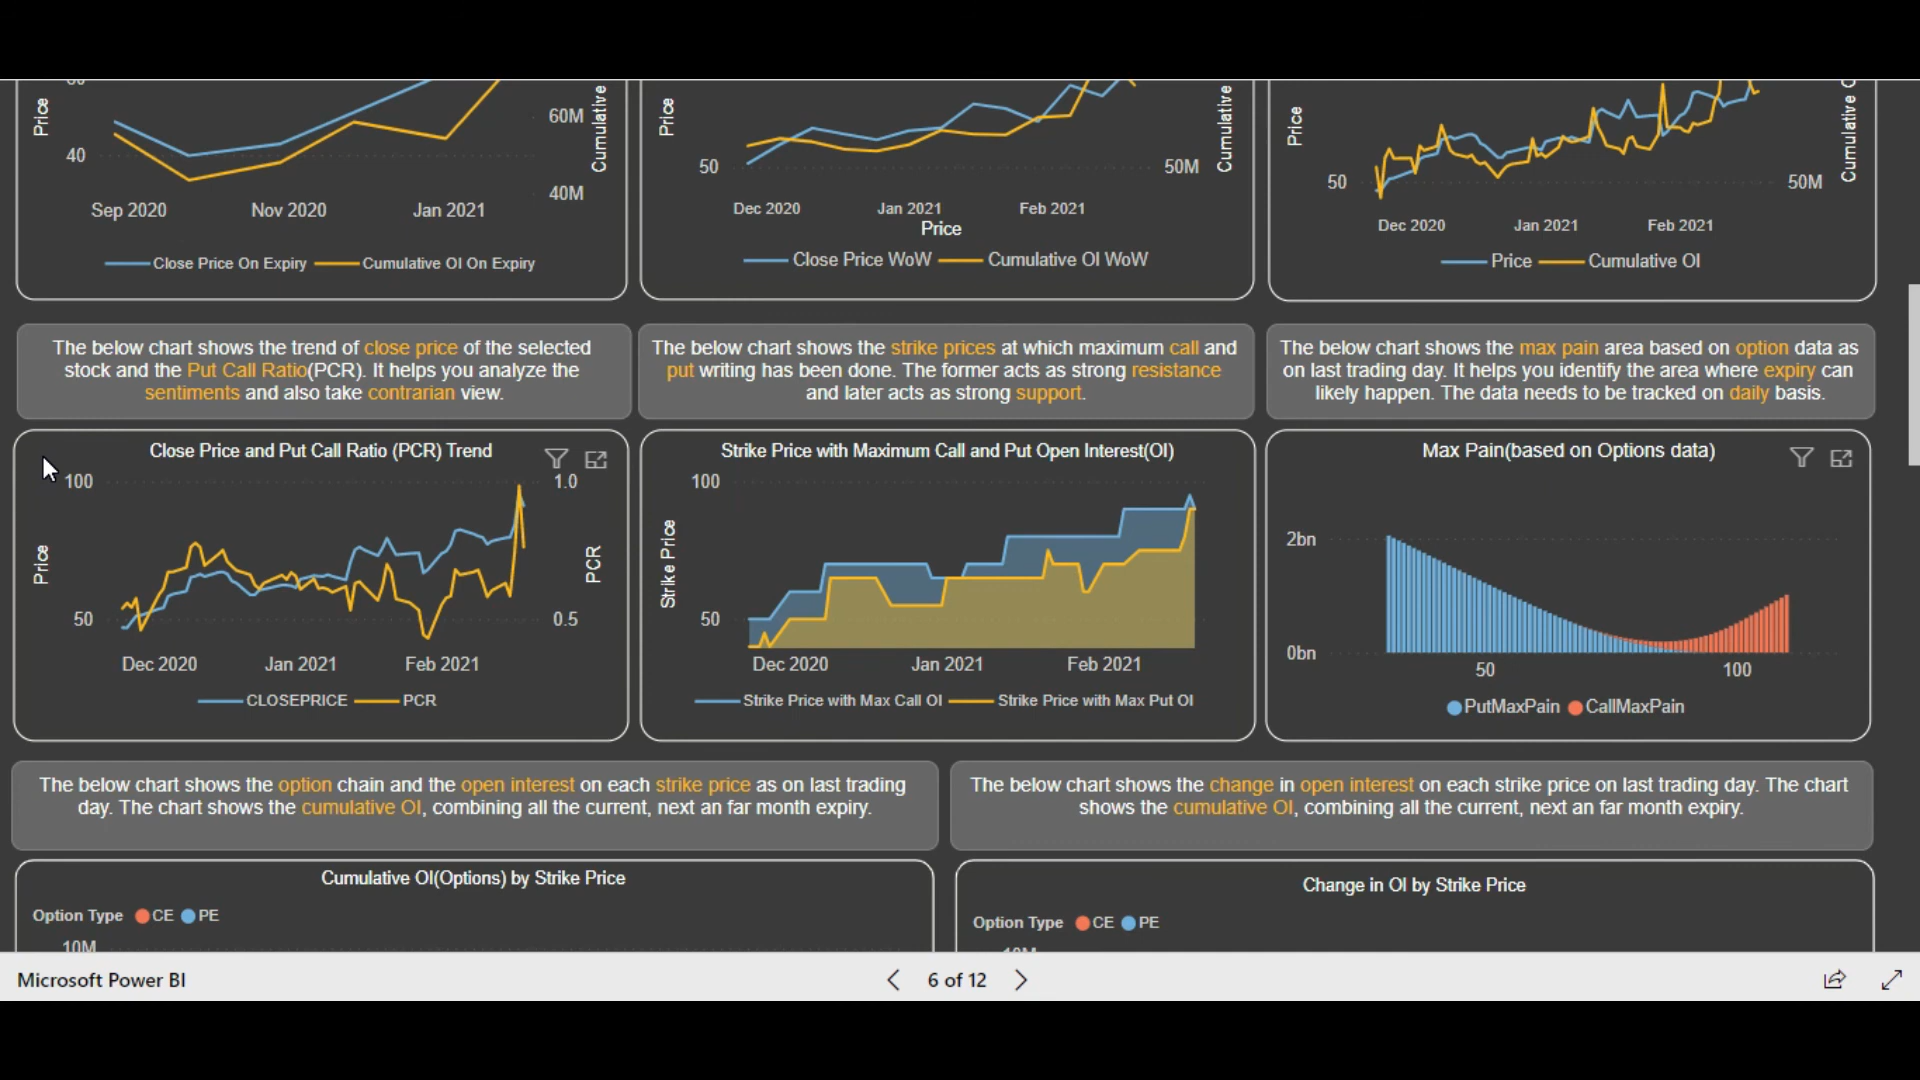 Price
40
60M
40M
Cumulative
Sep 2020 Nov 2020 Jan 2021
Close Price On Expiry Cumulative OI On Expiry
Price
50
50M
Cumulative
Dec 2020 Jan 2021 Feb 2021
Price
Close Price WoW Cumulative OI WoW
Price
50
50M
Cumulative
Dec 2020 Jan 2021 Feb 2021
Price Cumulative OI
The below chart shows the trend of close price of the selected
stock and the Put Call Ratio(PCR). It helps you analyze the
sentiments and also take contrarian view.
The below chart shows the strike prices at which maximum call and
put writing has been done. The former acts as strong resistance
and later acts as strong support.
The below chart shows the max pain area based on option data as
on last trading day. It helps you identify the area where expiry can
likely happen. The data needs to be tracked on daily basis.
Close Price and Put Call Ratio (PCR) Trend
100
1.0
Price
PCR
50
0.5
Dec 2020 Jan 2021 Feb 2021
CLOSEPRICE PCR
Strike Price with Maximum Call and Put Open Interest(OI)
100
Strike Price
50
Dec 2020 Jan 2021 Feb 2021
Strike Price with Max Call OI Strike Price with Max Put OI
Max Pain(based on Options data)
2bn
0bn
50 100
PutMaxPain CallMaxPain
The below chart shows the option chain and the open interest on each strike price as on last trading
day. The chart shows the cumulative OI, combining all the current, next an far month expiry.
The below chart shows the change in open interest on each strike price on last trading day. The chart
shows the cumulative OI, combining all the current, next an far month expiry.
Cumulative OI(Options) by Strike Price
Option Type CE PE
10M
Change in OI by Strike Price
Option Type CE PE
Microsoft Power BI
6 of 12